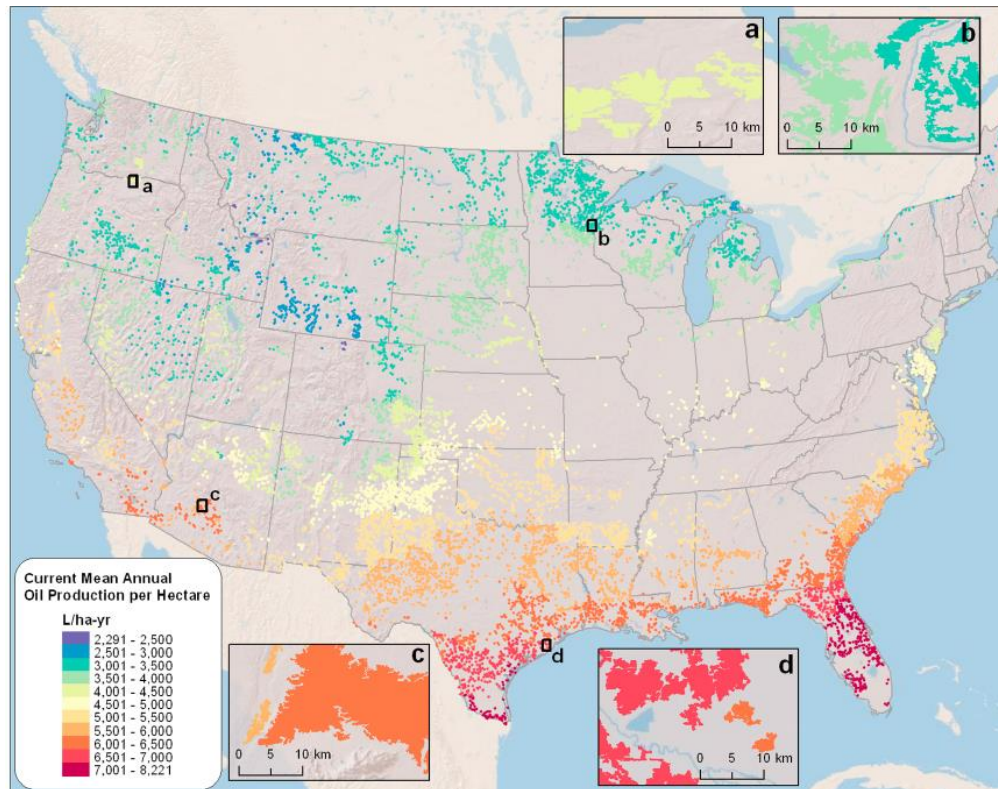 a
0 5 10 km
b
0 5 10 km
a
b
c
d
Current Mean Annual
Oil Production per Hectare
L/ha-yr
2,291 - 2,500
2,501 - 3,000
3,001 - 3,500
3,501 - 4,000
4,001 - 4,500
4,501 - 5,000
5,001 - 5,500
5,501 - 6,000
6,001 - 6,500
6,501 - 7,000
7,001 - 8,221
c
0 5 10 km
d
0 5 10 km